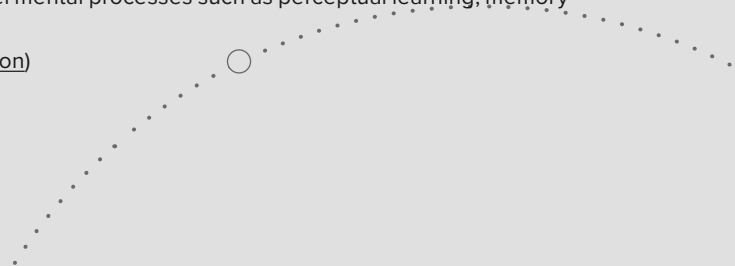 mental processes such as perceptual learning, memory
on)